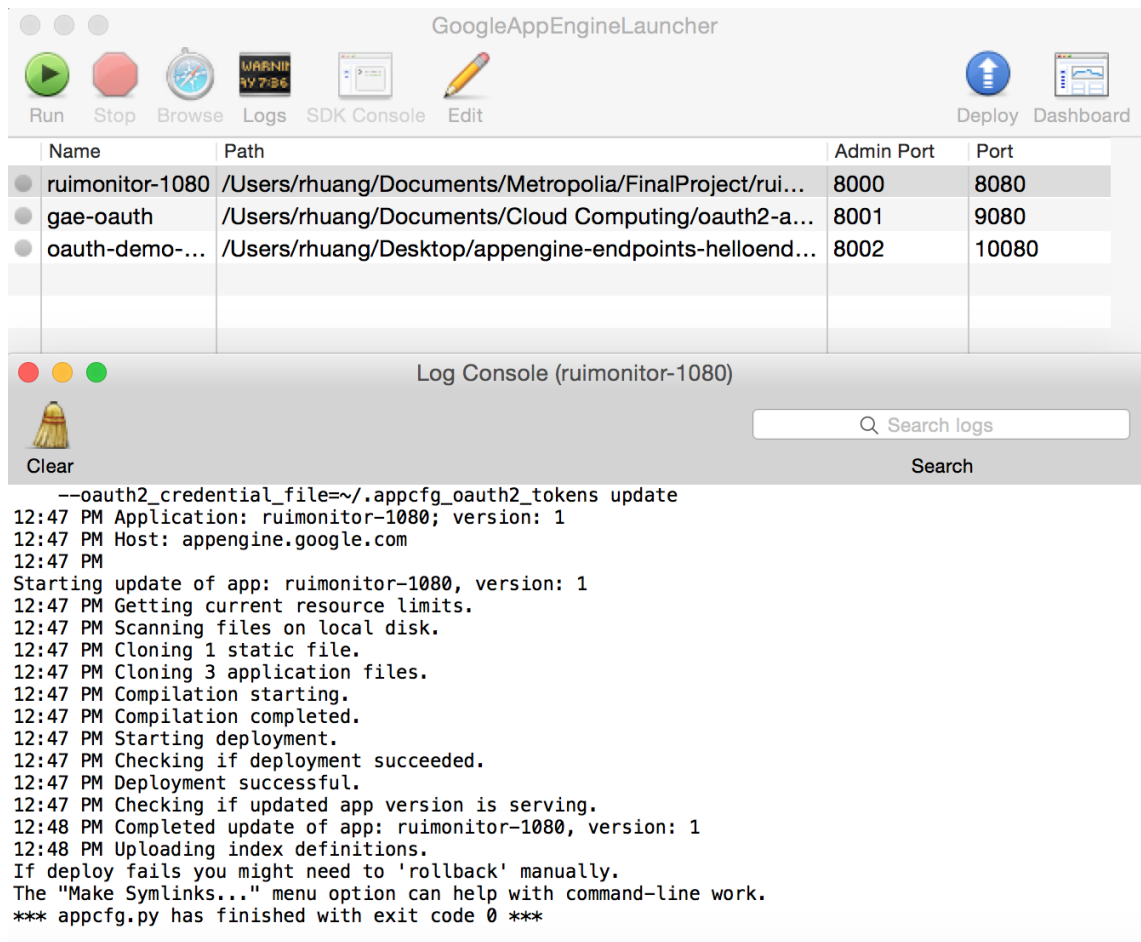 GoogleAppEngineLauncher
WARNIN
AY 7:36
Run Stop Browse Logs SDK Console Edit Deploy Dashboard
Name Path Admin Port Port
ruimonitor-1080 /Users/rhuang/Documents/Metropolia/FinalProject/rui... 8000 8080
gae-oauth /Users/rhuang/Documents/Cloud Computing/oauth2-a... 8001 9080
oauth-demo-... /Users/rhuang/Desktop/appengine-endpoints-helloend... 8002 10080
Log Console (ruimonitor-1080)
Search logs
Clear Search
--oauth2_credential_file=~/.appcfg_oauth2_tokens update
12:47 PM Application: ruimonitor-1080; version: 1
12:47 PM Host: appengine.google.com
12:47 PM
Starting update of app: ruimonitor-1080, version: 1
12:47 PM Getting current resource limits.
12:47 PM Scanning files on local disk.
12:47 PM Cloning 1 static file.
12:47 PM Cloning 3 application files.
12:47 PM Compilation starting.
12:47 PM Compilation completed.
12:47 PM Starting deployment.
12:47 PM Checking if deployment succeeded.
12:47 PM Deployment successful.
12:47 PM Checking if updated app version is serving.
12:48 PM Completed update of app: ruimonitor-1080, version: 1
12:48 PM Uploading index definitions.
If deploy fails you might need to 'rollback' manually.
The "Make Symlinks..." menu option can help with command-line work.
*** appcfg.py has finished with exit code 0 ***